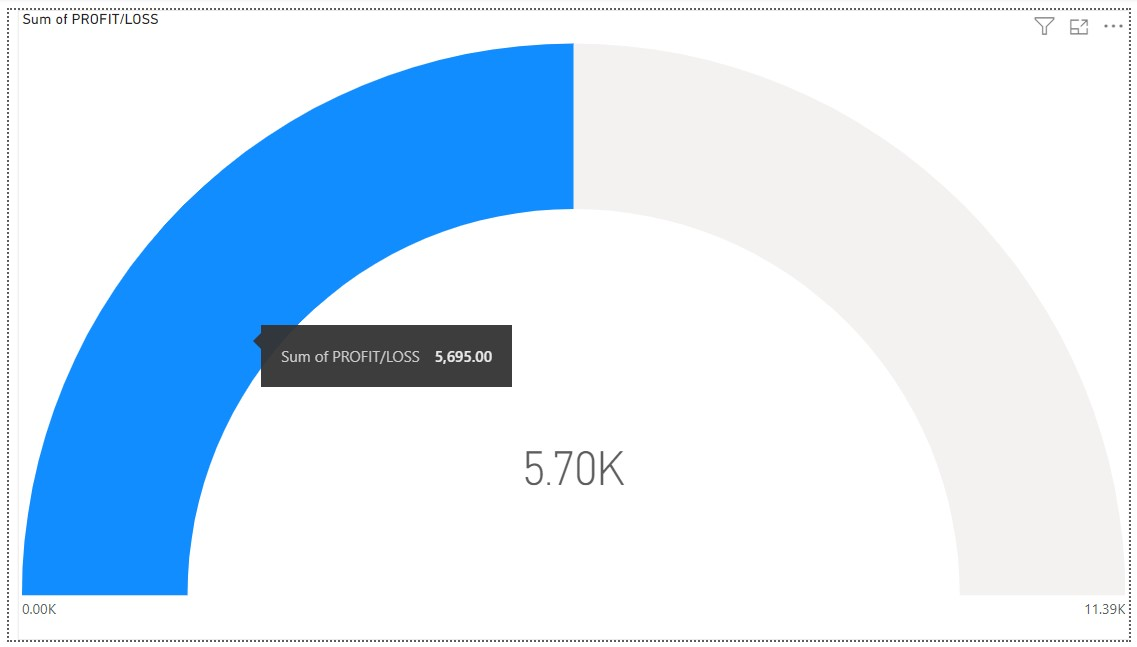 Sum of PROFIT/LOSS
Sum of PROFIT/LOSS 5,695.00
5.70K
0.00K 11.39K